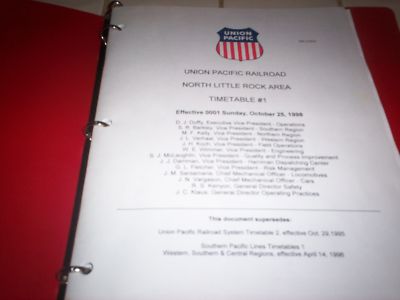 UNION
PACIFIC
UNION PACIFIC RAILROAD
NORTH LITTLE ROCK AREA
TIMETABLE #1
Effective 0001 Sunday, October 25, 1998
D. J. Duffy, Executive Vice President - Operations
S. R. Barkley, Vice President - Southern Region
M. F. Kelly, Vice President - Northern Region
J. L. Verhaal, Vice President - Western Region
J. H. Koch, Vice President - Field Operations
W. E. Wimmer, Vice President - Engineering
S. J. McLaughlin, Vice President - Quality and Process Improvement
J. J. Damman, Vice President - Harriman Dispatching Center
G. L. Fleicher, Vice President - Risk Management
J. M. Santamaria, Chief Mechanical Officer - Locomotives
J. N. Vargason, Chief Mechanical Officer - Cars
R. S. Kenyon, General Director Safety
J. C. Klaus, General Director Operating Practices
This document supersedes:
Union Pacific Railroad System Timetable 2, effective Oct. 29, 1995.
Southern Pacific Lines Timetables 1
Western, Southern & Central Regions, effective April 14, 1996.